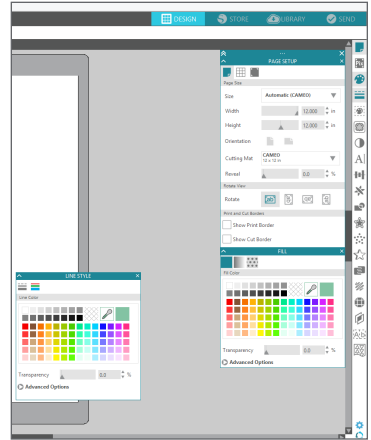 DESIGN STORE LIBRARY SEND
PAGE SETUP
Page Size
Size Automatic (CAMEO)
Width 12.000 in
Height 12.000 in
Orientation
Cutting Mat CAMEO
12 x 12 in
Reveal 0.0 %
Rotate View
Rotate
Print and Cut Borders
Show Print Border
Show Cut Border
FILL
Fill Color
Transparency 0.0 %
Advanced Options
LINE STYLE
Line Color
Transparency 0.0 %
Advanced Options